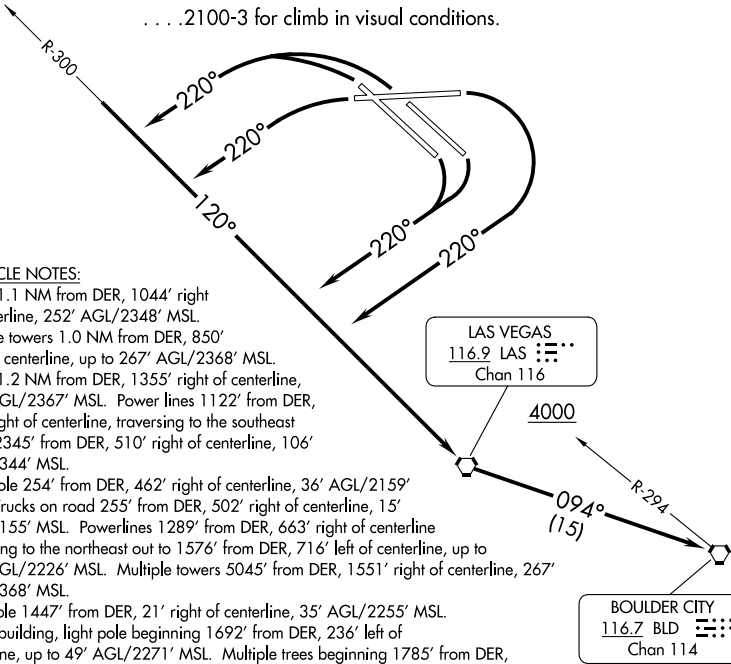 . . . .2100-3 for climb in visual conditions.
R-300
220°
220°
120°
220°
220°
CLE NOTES:
1.1 NM from DER, 1044' right
erline, 252' AGL/2348' MSL.
e towers 1.0 NM from DER, 850'
centerline, up to 267' AGL/2368' MSL.
1.2 NM from DER, 1355' right of centerline,
AGL/2367' MSL. Power lines 1122' from DER,
ght of centerline, traversing to the southeast
2345' from DER, 510' right of centerline, 106'
344' MSL.
ole 254' from DER, 462' right of centerline, 36' AGL/2159'
rucks on road 255' from DER, 502' right of centerline, 15'
155' MSL. Powerlines 1289' from DER, 663' right of centerline
ng to the northeast out to 1576' from DER, 716' left of centerline, up to
GL/2226' MSL. Multiple towers 5045' from DER, 1551' right of centerline, 267'
368' MSL.
ole 1447' from DER, 21' right of centerline, 35' AGL/2255' MSL.
building, light pole beginning 1692' from DER, 236' left of
ne, up to 49' AGL/2271' MSL. Multiple trees beginning 1785' from DER,
LAS VEGAS
116.9 LAS
Chan 116
4000
R-294
094°
(15)
BOULDER CITY
116.7 BLD
Chan 114